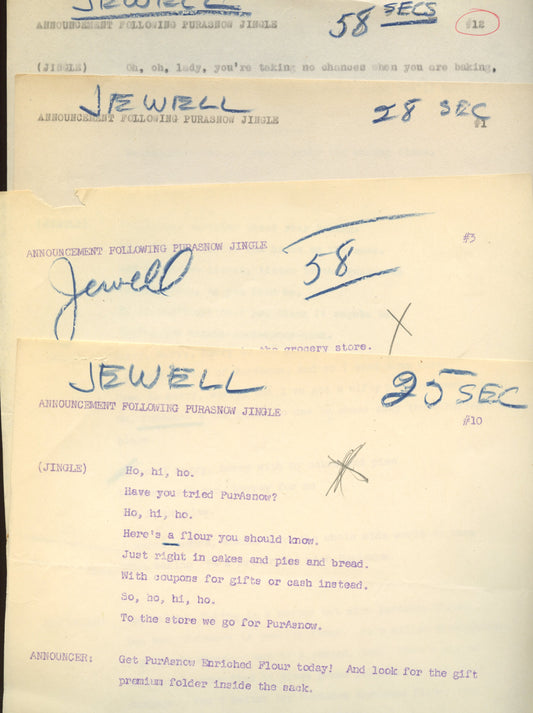 JEWELL 58 SECS
ANNOUNCEMENT FOLLOWING PURASNOW JINGLE #12
(JINGLE) Oh, oh, lady, you're taking no chances when you are baking,
JEWELL 28 SEC
ANNOUNCEMENT FOLLOWING PURASNOW JINGLE #1
ANNOUNCEMENT FOLLOWING PURASNOW JINGLE #3
Jewell 58
the grocery store.
JEWELL 25 SEC
ANNOUNCEMENT FOLLOWING PURASNOW JINGLE #10
(JINGLE) Ho, hi, ho.
Have you tried PurAsnow?
Ho, hi, ho.
Here's a flour you should know.
Just right in cakes and pies and bread.
With coupons for gifts or cash instead.
So, ho, hi, ho.
To the store we go for PurAsnow.
ANNOUNCER: Get PurAsnow Enriched Flour today! And look for the gift
premium folder inside the sack.